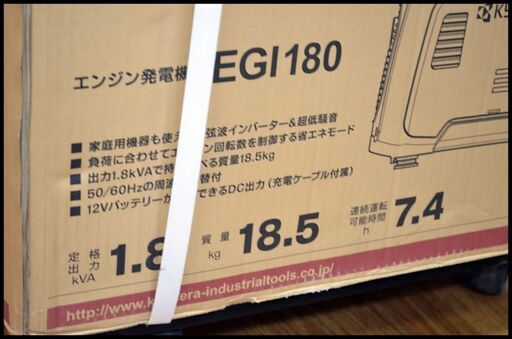 KS
エンジン発電機 EGI180
■ 家庭用機器も使え 弦波インバーター&超低騒音
■ 負荷に合わせてエ ン回転数を制御する省エネモード
■ 出力1.8kVAで持 べる質量18.5kg
■ 50/60Hzの周波 替付
■ 12Vバッテリーが できるDC出力(充電ケーブル付属)
定格出力 kVA 1.8 質量 kg 18.5 連続運転可能時間 h 7.4
http://www.k era-industrialtools.co.jp/